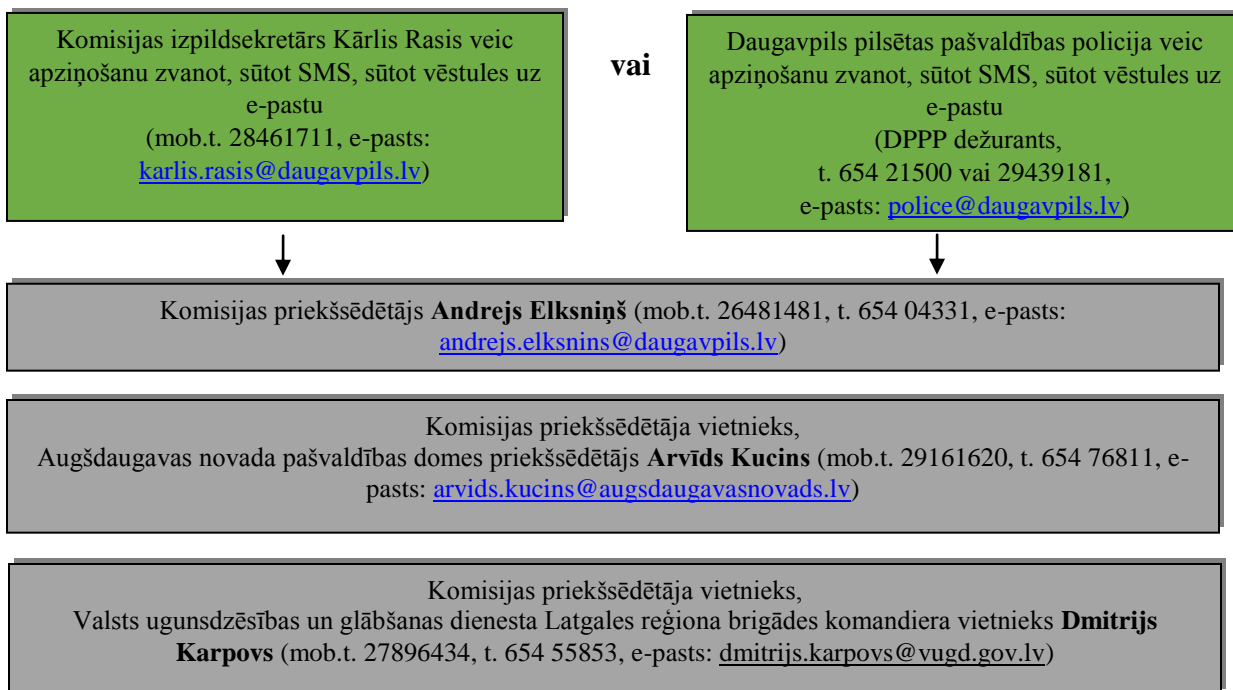 Komisijas izpildsekretārs Kārlis Rasis veic
apziņošanu zvanot, sūtot SMS, sūtot vēstules uz
e-pastu
(mob.t. 28461711, e-pasts:
karlis.rasis@daugavpils.lv)
vai
Daugavpils pilsētas pašvaldības policija veic
apziņošanu zvanot, sūtot SMS, sūtot vēstules uz
e-pastu
(DPPP dežurants,
t. 654 21500 vai 29439181,
e-pasts: police@daugavpils.lv)
Komisijas priekšsēdētājs Andrejs Elksniņš (mob.t. 26481481, t. 654 04331, e-pasts:
andrejs.elksnins@daugavpils.lv)
Komisijas priekšsēdētāja vietnieks,
Augšdaugavas novada pašvaldības domes priekšsēdētājs Arvīds Kucins (mob.t. 29161620, t. 654 76811, e-
pasts: arvids.kucins@augsdaugavasnovads.lv)
Komisijas priekšsēdētāja vietnieks,
Valsts ugunsdzēsības un glābšanas dienesta Latgales reģiona brigādes komandiera vietnieks Dmitrijs
Karpovs (mob.t. 27896434, t. 654 55853, e-pasts: dmitrijs.karpovs@vugd.gov.lv)